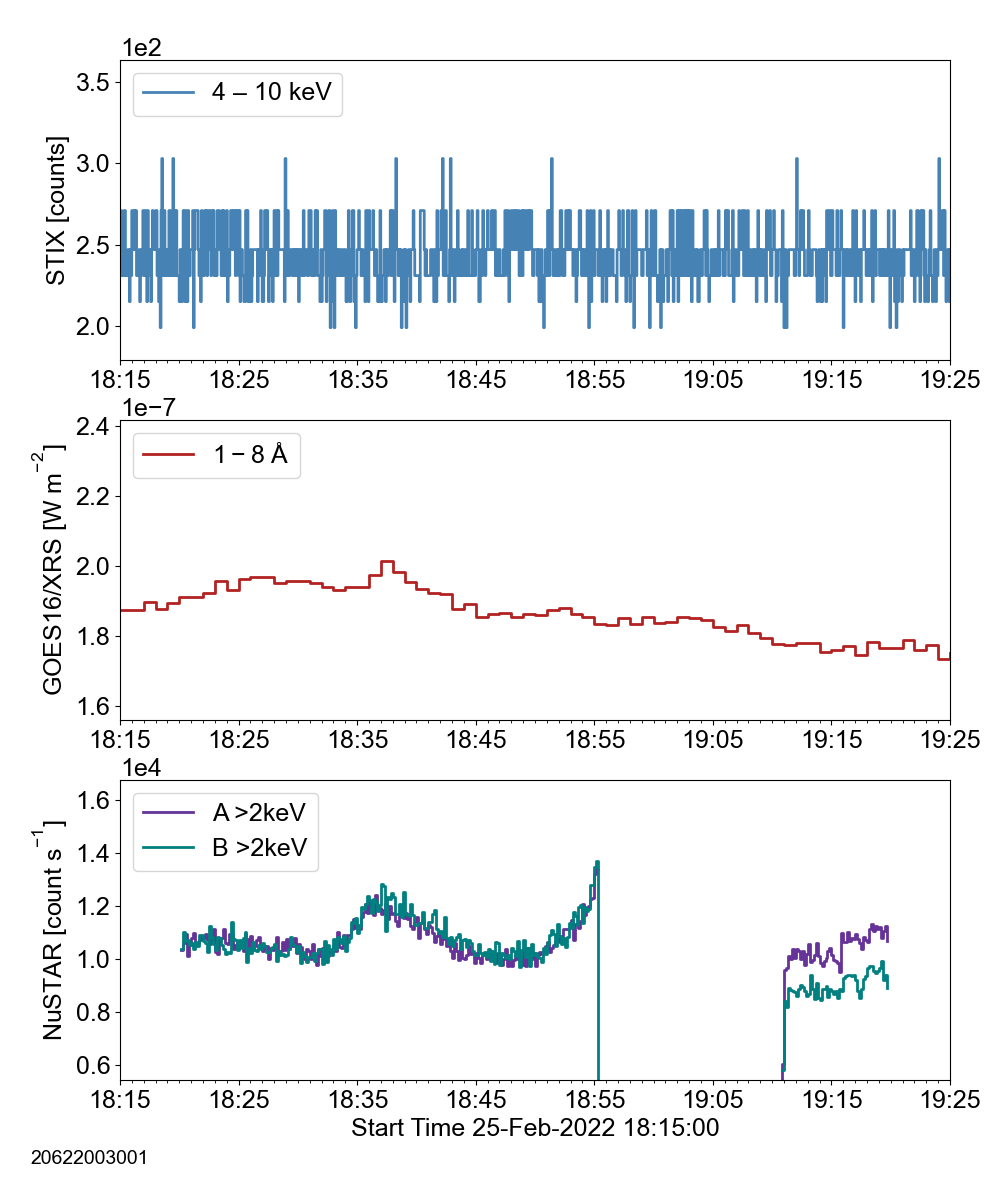 1e2
3.5
3.0
2.5
2.0
STIX [counts]
4 – 10 keV
18:15 18:25 18:35 18:45 18:55 19:05 19:15 19:25
1e−7
2.4
2.2
2.0
1.8
1.6
GOES16/XRS [W m−2]
1 – 8 Å
18:15 18:25 18:35 18:45 18:55 19:05 19:15 19:25
1e4
1.6
1.4
1.2
1.0
0.8
0.6
NuSTAR [count s−1]
A >2keV
B >2keV
18:15 18:25 18:35 18:45 18:55 19:05 19:15 19:25
Start Time 25-Feb-2022 18:15:00
20622003001